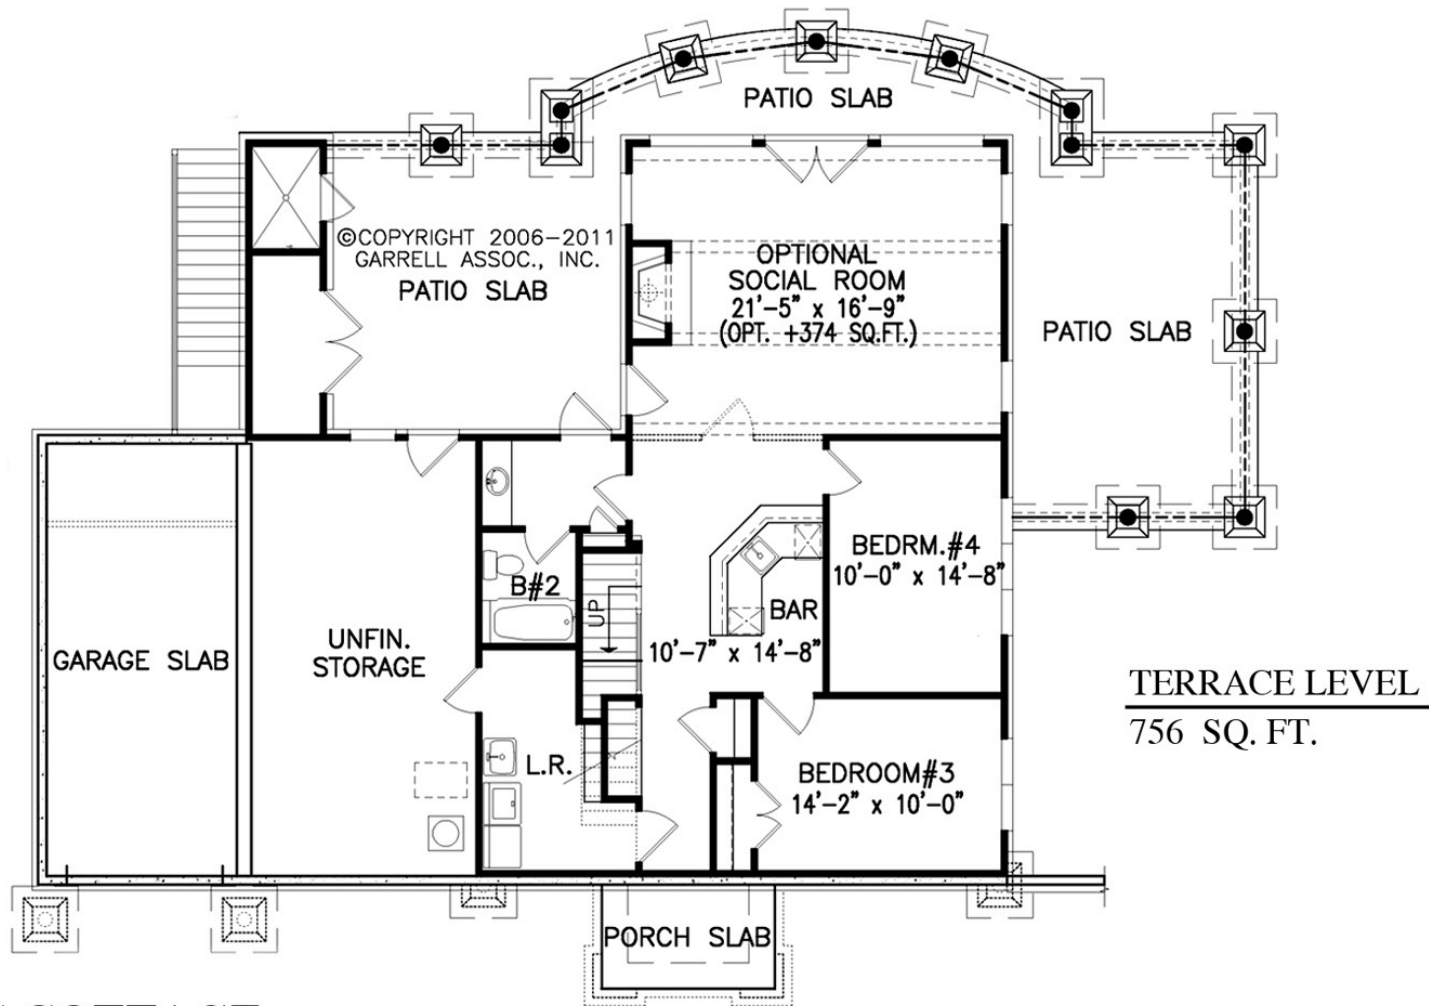 PATIO SLAB
©COPYRIGHT 2006-2011
GARRELL ASSOC., INC.
PATIO SLAB
OPTIONAL
SOCIAL ROOM
21'-5" x 16'-9"
(OPT. +374 SQ.FT.)
PATIO SLAB
BEDRM.#4
10'-0" x 14'-8"
B#2
UP
BAR
10'-7" x 14'-8"
GARAGE SLAB
UNFIN.
STORAGE
TERRACE LEVEL
756 SQ. FT.
L.R.
BEDROOM#3
14'-2" x 10'-0"
PORCH SLAB